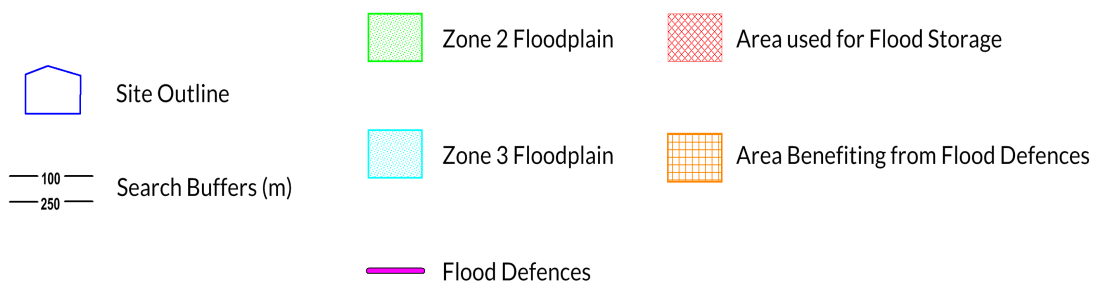 Site Outline
100
250
Search Buffers (m)
Zone 2 Floodplain
Zone 3 Floodplain
Flood Defences
Area used for Flood Storage
Area Benefiting from Flood Defences